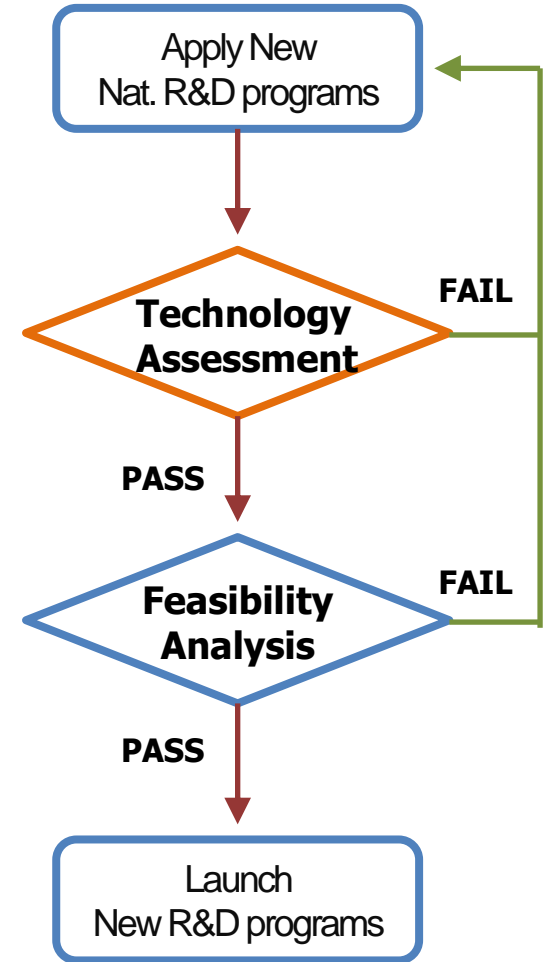 Apply New
Nat. R&D programs
FAIL
Technology
Assessment
PASS
FAIL
Feasibility
Analysis
PASS
Launch
New R&D programs